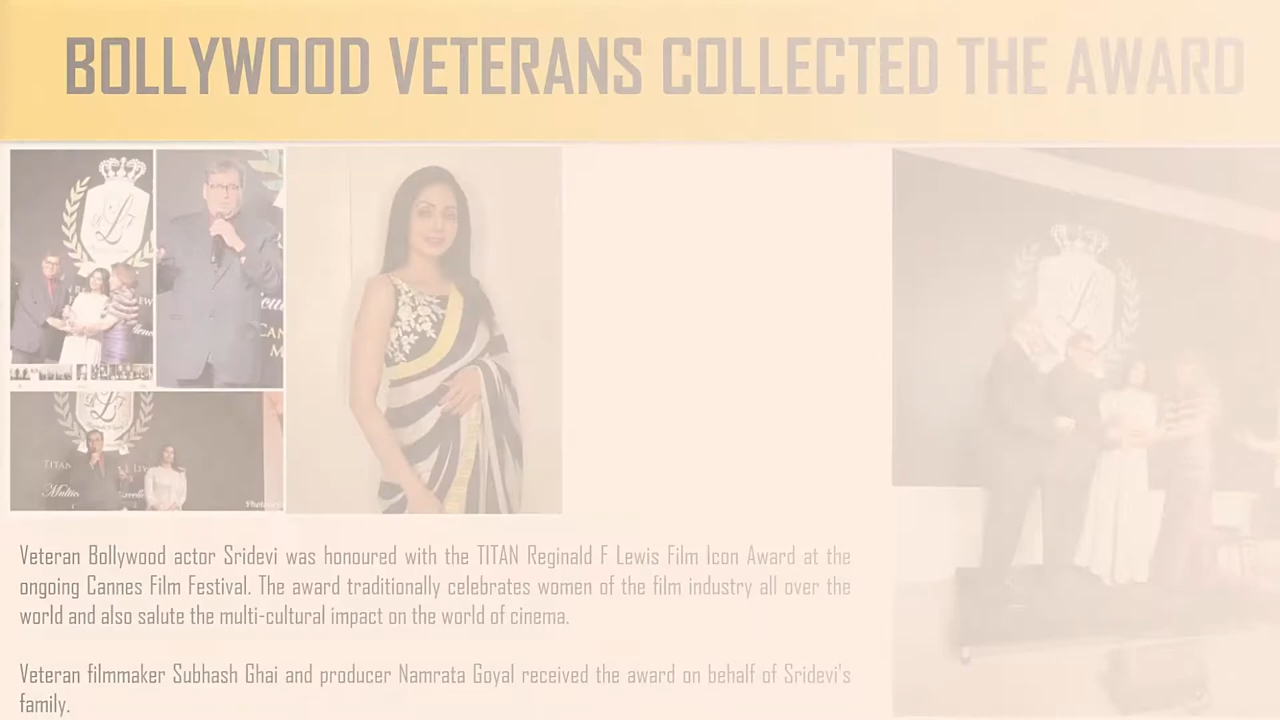 BOLLYWOOD VETERANS COLLECTED THE AWARD
TITAN
Multic
Veteran Bollywood actor Sridevi was honoured with the TITAN Reginald F Lewis Film Icon Award at the
ongoing Cannes Film Festival. The award traditionally celebrates women of the film industry all over the
world and also salute the multi-cultural impact on the world of cinema.
Veteran filmmaker Subhash Ghai and producer Namrata Goyal received the award on behalf of Sridevi's
family.